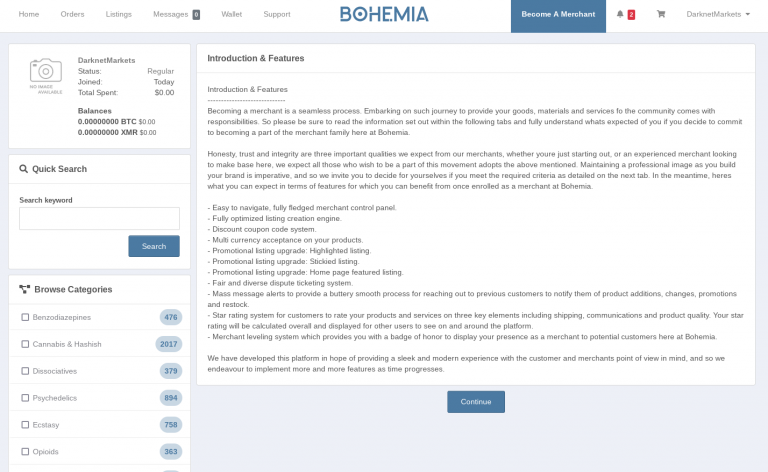 Home Orders Listings Messages 0 Wallet Support BOHEMIA Become A Merchant 2 DarknetMarkets
NO IMAGE
AVAILABLE
DarknetMarkets
Status: Regular
Joined: Today
Total Spent: $0.00
Balances
0.00000000 BTC $0.00
0.00000000 XMR $0.00
Quick Search
Search keyword
Search
Browse Categories
Benzodiazepines 476
Cannabis & Hashish 2017
Dissociatives 379
Psychedelics 894
Ecstasy 758
Opioids 363
Introduction & Features
Introduction & Features
------------------------------
Becoming a merchant is a seamless process. Embarking on such journey to provide your goods, materials and services fo the community comes with
responsibilities. So please be sure to read the information set out within the following tabs and fully understand whats expected of you if you decide to commit
to becoming a part of the merchant family here at Bohemia.
Honesty, trust and integrity are three important qualities we expect from our merchants, whether youre just starting out, or an experienced merchant looking
to make base here, we expect all those who wish to be a part of this movement adopts the above mentioned. Maintaining a professional image as you build
your brand is imperative, and so we invite you to decide for yourselves if you meet the required criteria as detailed on the next tab. In the meantime, heres
what you can expect in terms of features for which you can benefit from once enrolled as a merchant at Bohemia.
- Easy to navigate, fully fledged merchant control panel.
- Fully optimized listing creation engine.
- Discount coupon code system.
- Multi currency acceptance on your products.
- Promotional listing upgrade: Highlighted listing.
- Promotional listing upgrade: Stickied listing.
- Promotional listing upgrade: Home page featured listing.
- Fair and diverse dispute ticketing system.
- Mass message alerts to provide a buttery smooth process for reaching out to previous customers to notify them of product additions, changes, promotions
and restock.
- Star rating system for customers to rate your products and services on three key elements including shipping, communications and product quality. Your star
rating will be calculated overall and displayed for other users to see on and around the platform.
- Merchant leveling system which provides you with a badge of honor to display your presence as a merchant to potential customers here at Bohemia.
We have developed this platform in hope of providing a sleek and modern experience with the customer and merchants point of view in mind, and so we
endeavour to implement more and more features as time progresses.
Continue